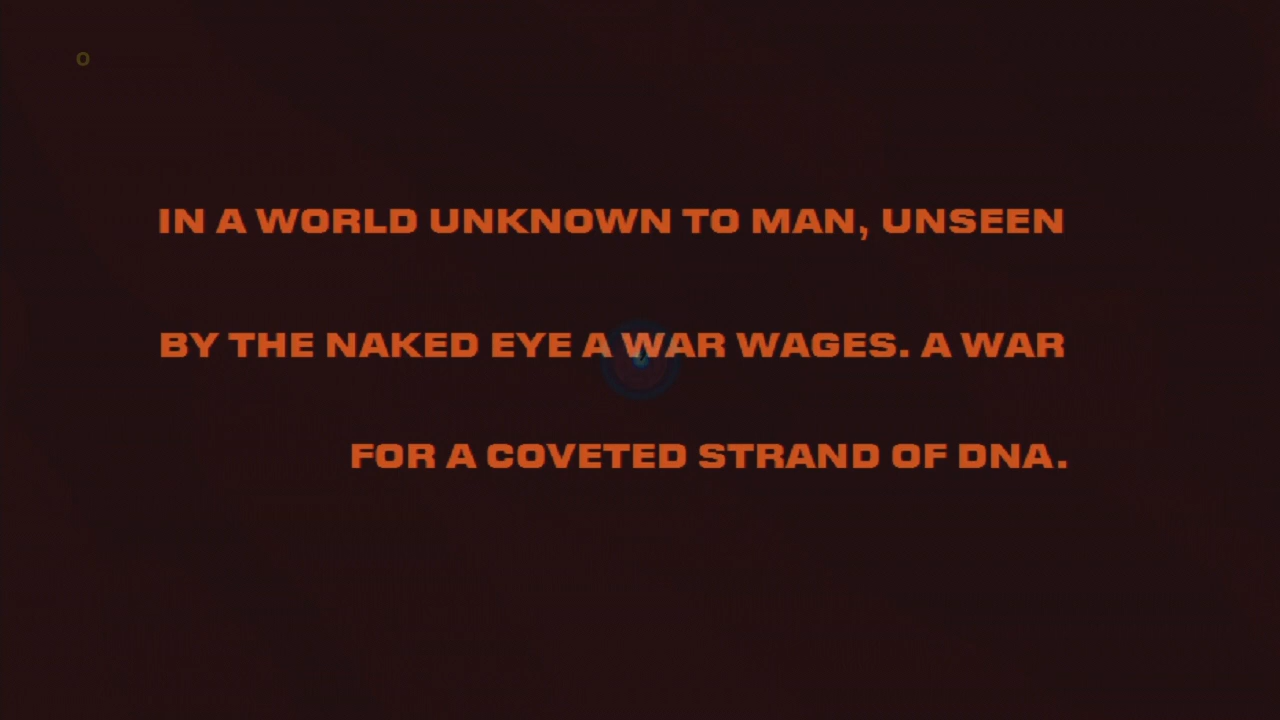 o
IN A WORLD UNKNOWN TO MAN, UNSEEN
BY THE NAKED EYE A WAR WAGES. A WAR
FOR A COVETED STRAND OF DNA.